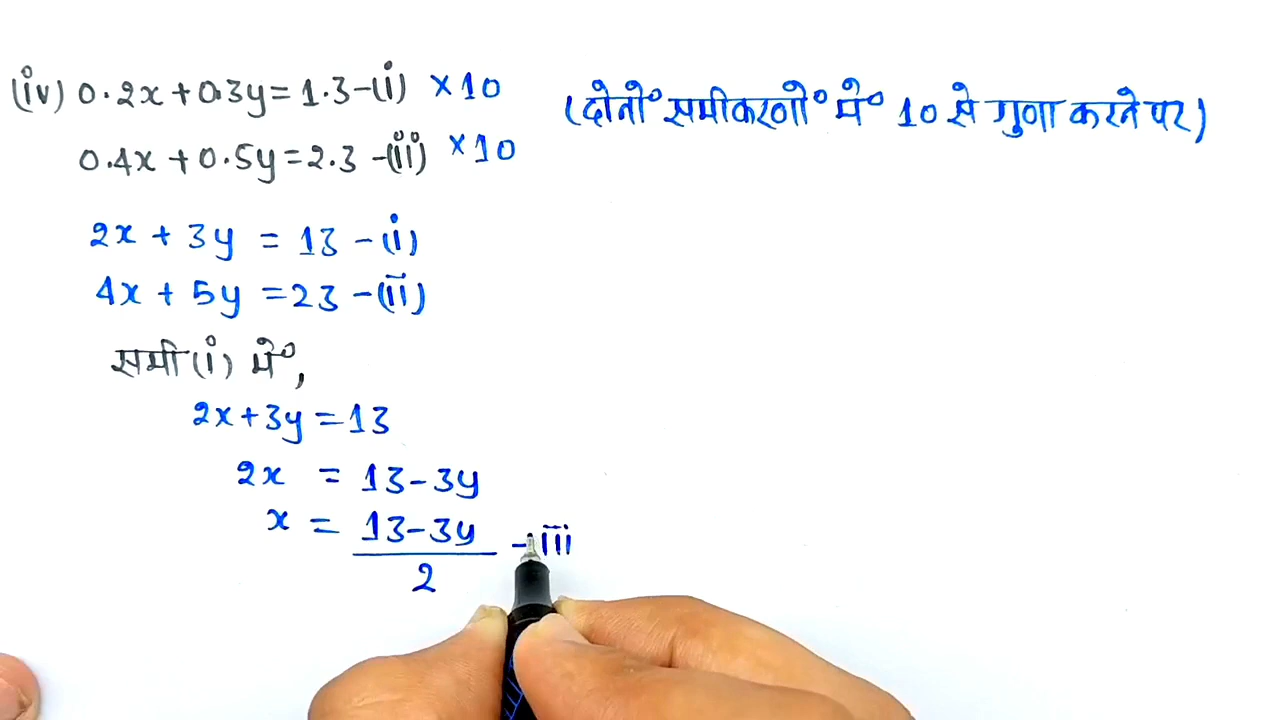 (iv) 0.2x + 0.3y = 1.3 - (i) × 10
(दोनों समीकरणों में 10 से गुणा करने पर)
0.4x + 0.5y = 2.3 - (ii) × 10
2x + 3y = 13 - (i)
4x + 5y = 23 - (ii)
समी (i) में,
2x + 3y = 13
2x = 13 - 3y
x = 13 - 3y - iii
2